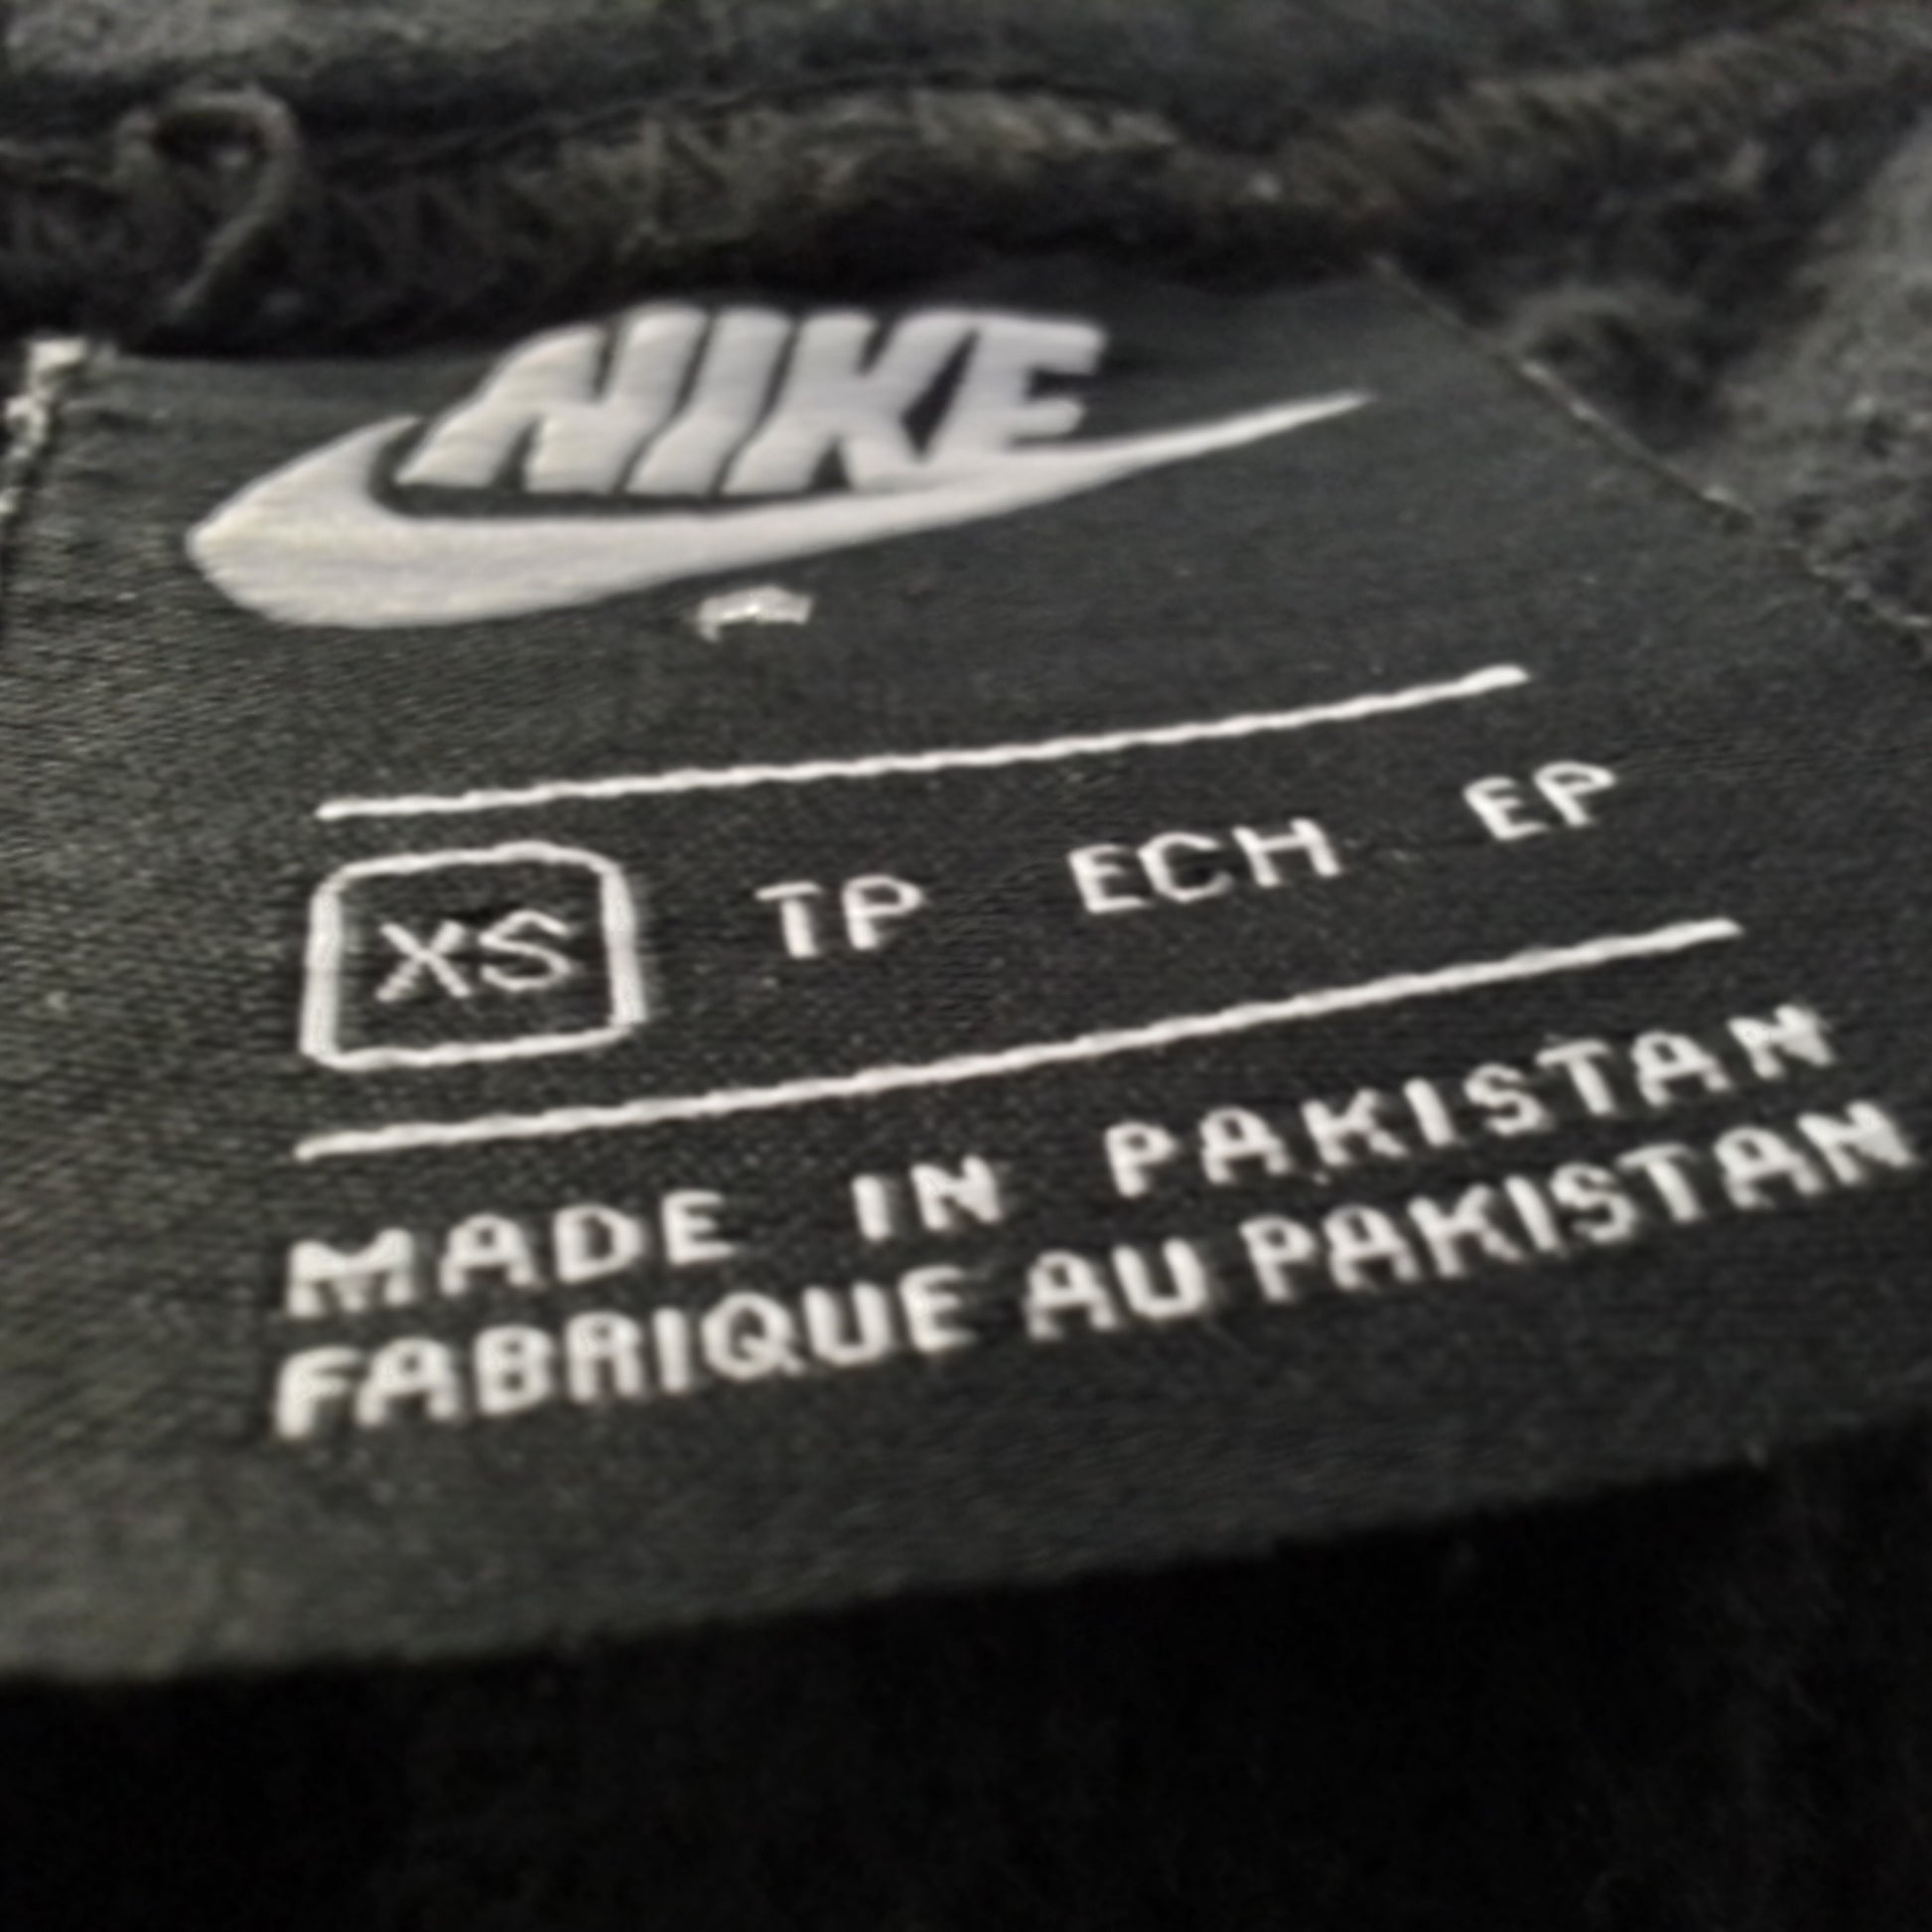 NIKE
XS TP ECH EP
MADE IN PAKISTAN
FABRIQUE AU PAKISTAN